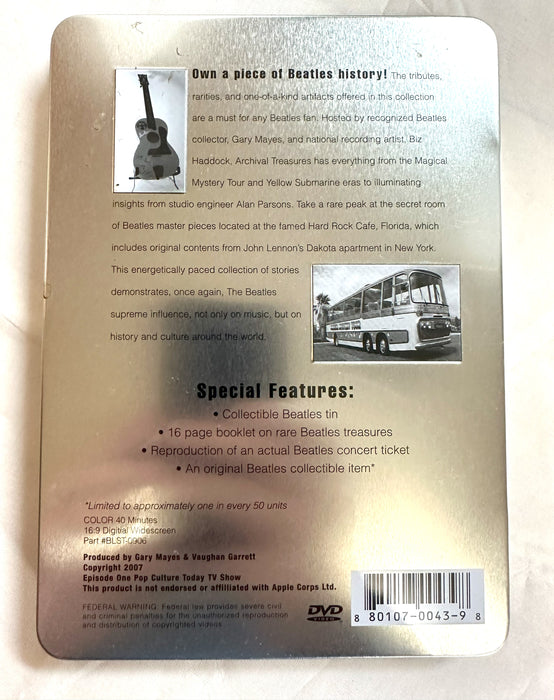 Own a piece of Beatles history! The tributes,
rarities, and one-of-a-kind artifacts offered in this collection
are a must for any Beatles fan. Hosted by recognized Beatles
collector, Gary Mayes, and national recording artist, Biz
Haddock, Archival Treasures has everything from the Magical
Mystery Tour and Yellow Submarine eras to illuminating
insights from studio engineer Alan Parsons. Take a rare peak at the secret room
of Beatles master pieces located at the famed Hard Rock Cafe, Florida, which
includes original contents from John Lennon's Dakota apartment in New York.
This energetically paced collection of stories
demonstrates, once again, The Beatles
supreme influence, not only on music, but on
history and culture around the world.
Special Features:
• Collectible Beatles tin
• 16 page booklet on rare Beatles treasures
• Reproduction of an actual Beatles concert ticket
• An original Beatles collectible item*
*Limited to approximately one in every 50 units
COLOR 40 Minutes
16:9 Digitial Widescreen
Part #BLST-0906
Produced by Gary Mayes & Vaughan Garrett
Copyright 2007
Episode One Pop Culture Today TV Show
This product is not endorsed or affiliated with Apple Corps Ltd.
FEDERAL WARNING: Federal law provides severe civil
and criminal penalties for the unauthorized reproduction
and distribution of copyrighted videos.
DVD
VIDEO
8 80107-0043-9 8